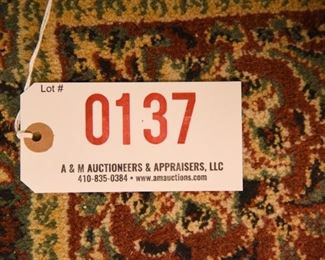 Lot #
0137
A & M AUCTIONEERS & APPRAISERS, LLC
410-835-0384 • www.amauctions.com